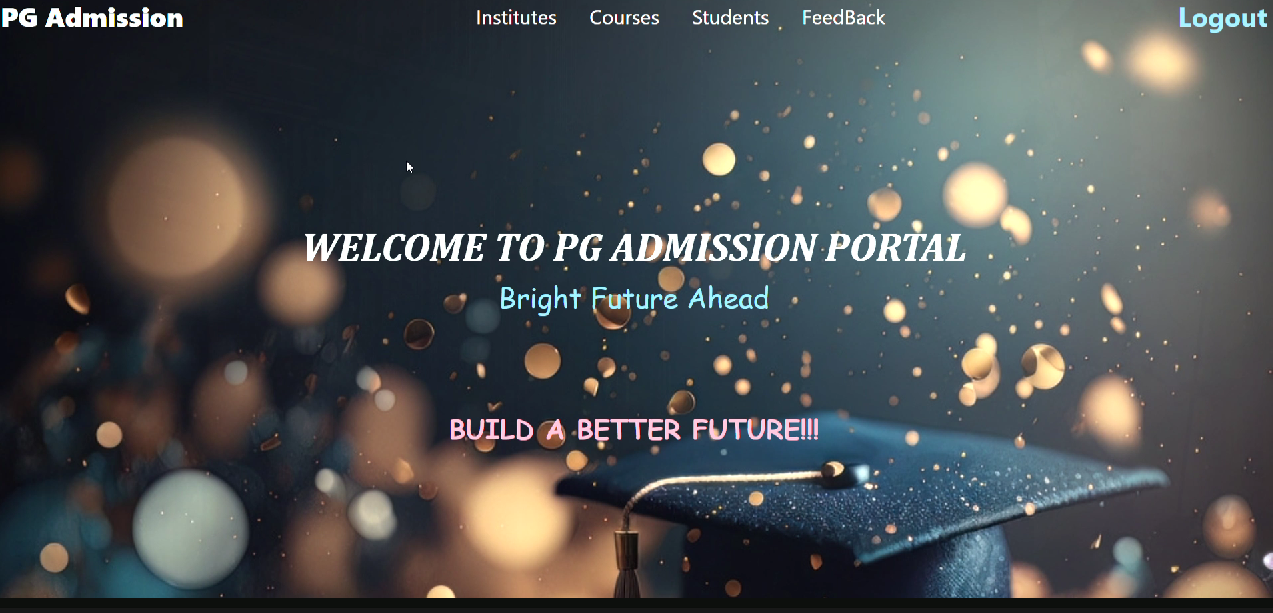 PG Admission
Institutes Courses Students FeedBack
Logout
WELCOME TO PG ADMISSION PORTAL
Bright Future Ahead
BUILD A BETTER FUTURE!!!